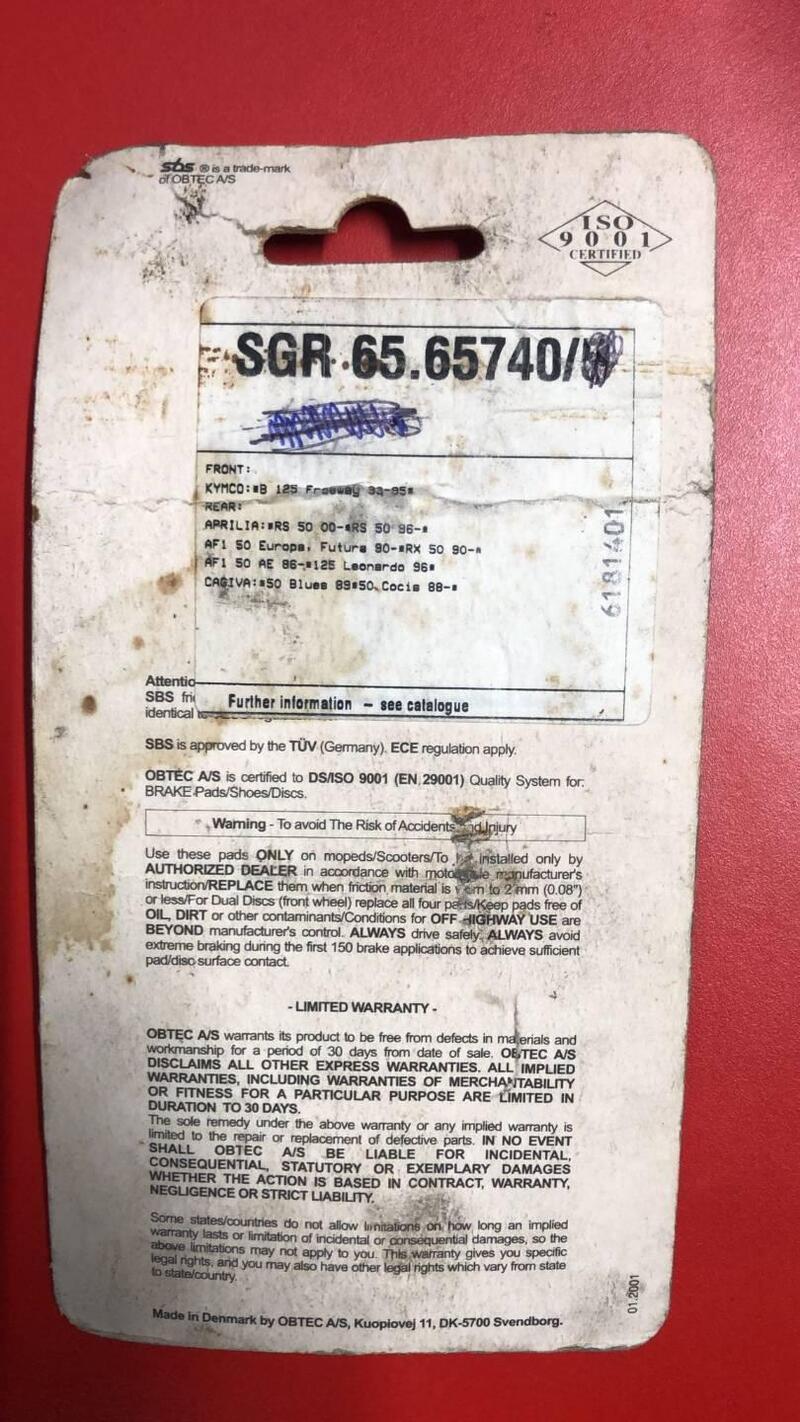 sbs ® is a trade-mark
of OBTEC A/S
ISO
9001
CERTIFIED
SGR 65.65740/
FRONT:
KYMCO:▪B 125 Freeway 93-95▪
REAR:
APRILIA:▪RS 50 00-▪RS 50 96-▪
AF1 50 Europa, Futura 90-▪RX 50 90-▪
AF1 50 AE 86-▪125 Leonardo 96▪
CAGIVA:▪50 Blues 89▪50 Cocis 88-▪
6181401
Attentio
SBS fri
identical
Further information - see catalogue
SBS is approved by the TÜV (Germany). ECE regulation apply.
OBTEC A/S is certified to DS/ISO 9001 (EN 29001) Quality System for:
BRAKE Pads/Shoes/Discs.
Warning - To avoid The Risk of Accidents and Injury
Use these pads ONLY on mopeds/Scooters/To be installed only by
AUTHORIZED DEALER in accordance with motorcycle manufacturer's
instruction/REPLACE them when friction material is to 2 mm (0.08")
or less/For Dual Discs (front wheel) replace all four pads/Keep pads free of
OIL, DIRT or other contaminants/Conditions for OFF HIGHWAY USE are
BEYOND manufacturer's control. ALWAYS drive safely. ALWAYS avoid
extreme braking during the first 150 brake applications to achieve sufficient
pad/disc surface contact.
- LIMITED WARRANTY -
OBTEC A/S warrants its product to be free from defects in materials and
workmanship for a period of 30 days from date of sale. OBTEC A/S
DISCLAIMS ALL OTHER EXPRESS WARRANTIES. ALL IMPLIED
WARRANTIES, INCLUDING WARRANTIES OF MERCHANTABILITY
OR FITNESS FOR A PARTICULAR PURPOSE ARE LIMITED IN
DURATION TO 30 DAYS.
The sole remedy under the above warranty or any implied warranty is
limited to the repair or replacement of defective parts. IN NO EVENT
SHALL OBTEC A/S BE LIABLE FOR INCIDENTAL,
CONSEQUENTIAL, STATUTORY OR EXEMPLARY DAMAGES
WHETHER THE ACTION IS BASED IN CONTRACT, WARRANTY,
NEGLIGENCE OR STRICT LIABILITY.
Some states/countries do not allow limitations on how long an implied
warranty lasts or limitation of incidental or consequential damages, so the
above limitations may not apply to you. This warranty gives you specific
legal rights, and you may also have other legal rights which vary from state
to state/country.
Made in Denmark by OBTEC A/S, Kuopiovej 11, DK-5700 Svendborg.
01.2001